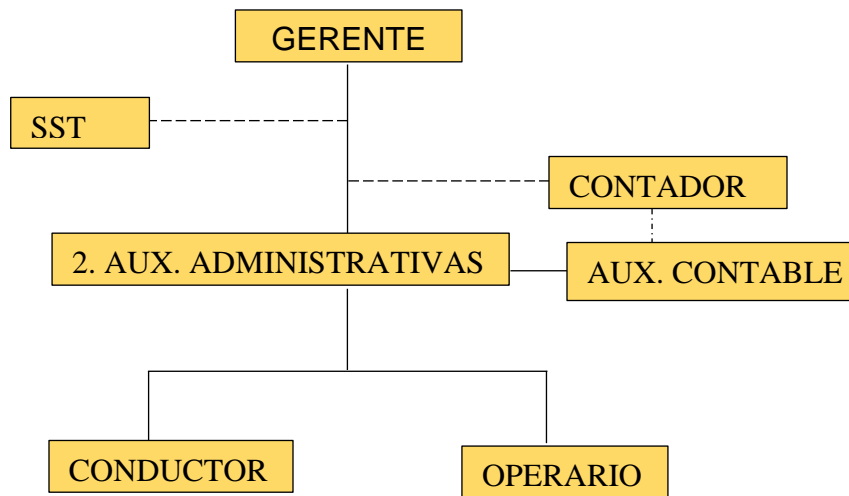 GERENTE
SST
CONTADOR
2. AUX. ADMINISTRATIVAS
AUX. CONTABLE
CONDUCTOR
OPERARIO